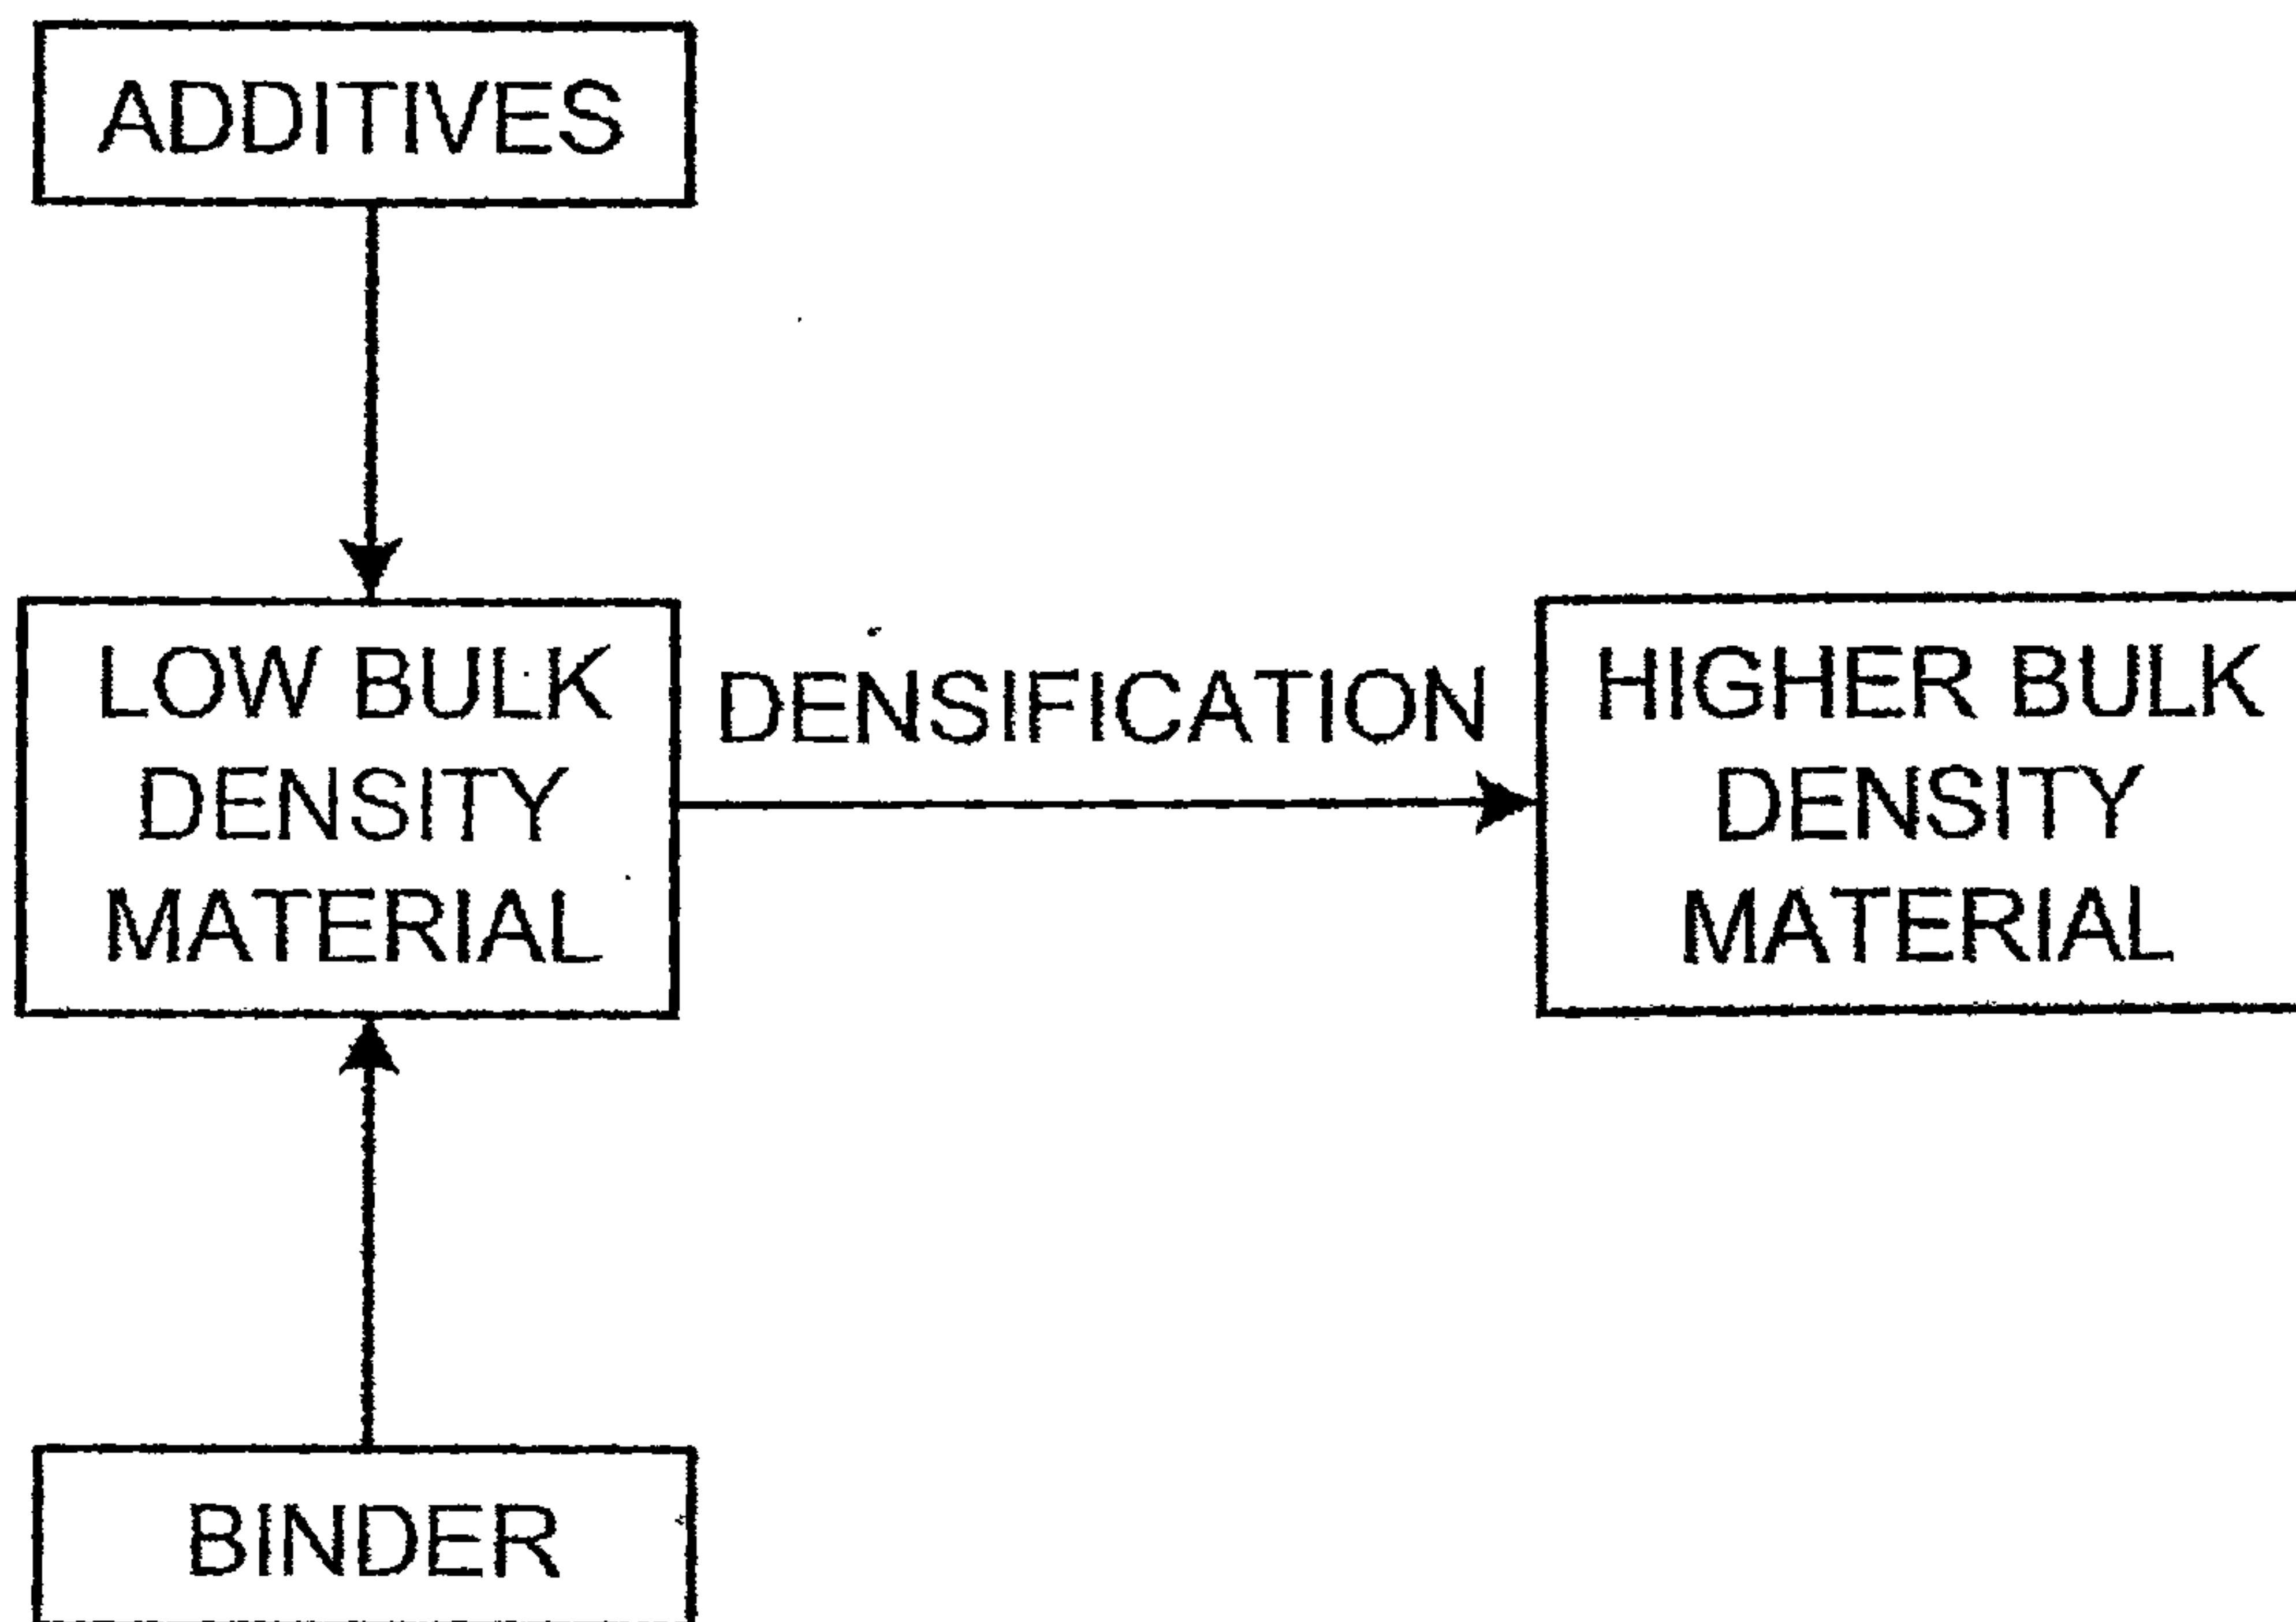 ADDITIVES
LOW BULK
DENSITY
MATERIAL
DENSIFICATION
HIGHER BULK
DENSITY
MATERIAL
BINDER